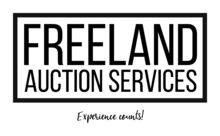 FREELAND
AUCTION SERVICES
Experience counts!